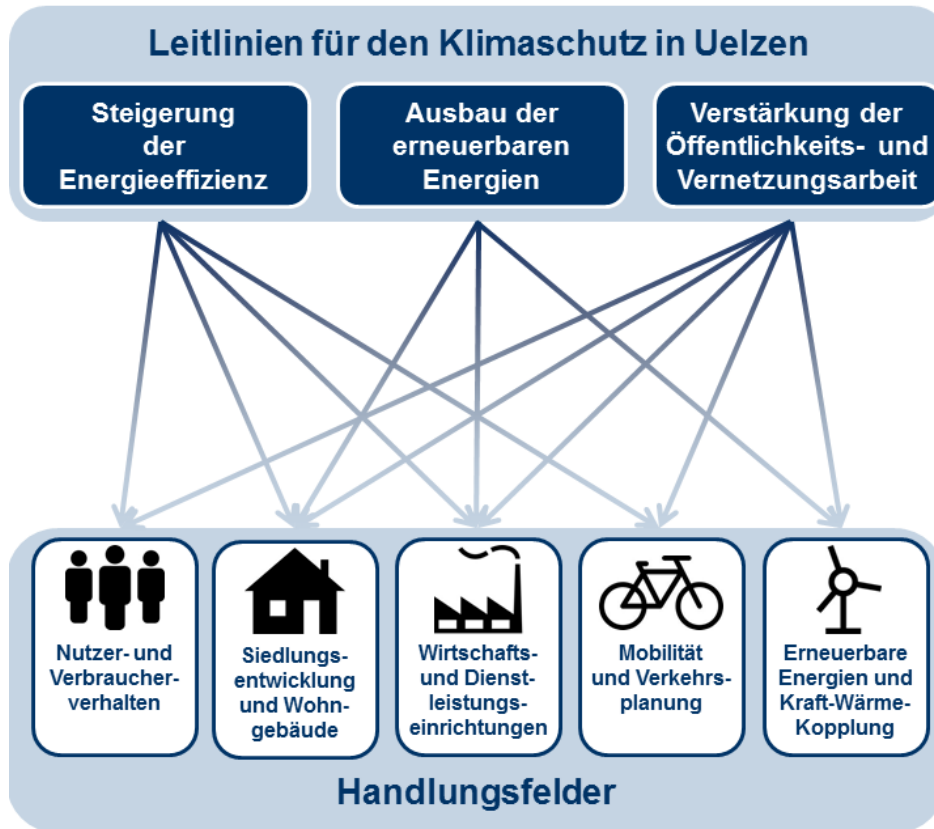 Leitlinien für den Klimaschutz in Uelzen
Steigerung
der
Energieeffizienz
Ausbau der
erneuerbaren
Energien
Verstärkung der
Öffentlichkeits- und
Vernetzungsarbeit
Nutzer- und
Verbraucher-
verhalten
Siedlungs-
entwicklung
und Wohn-
gebäude
Wirtschafts-
und Dienst-
leistungs-
einrichtungen
Mobilität
und Verkehrs-
planung
Erneuerbare
Energien und
Kraft-Wärme-
Kopplung
Handlungsfelder